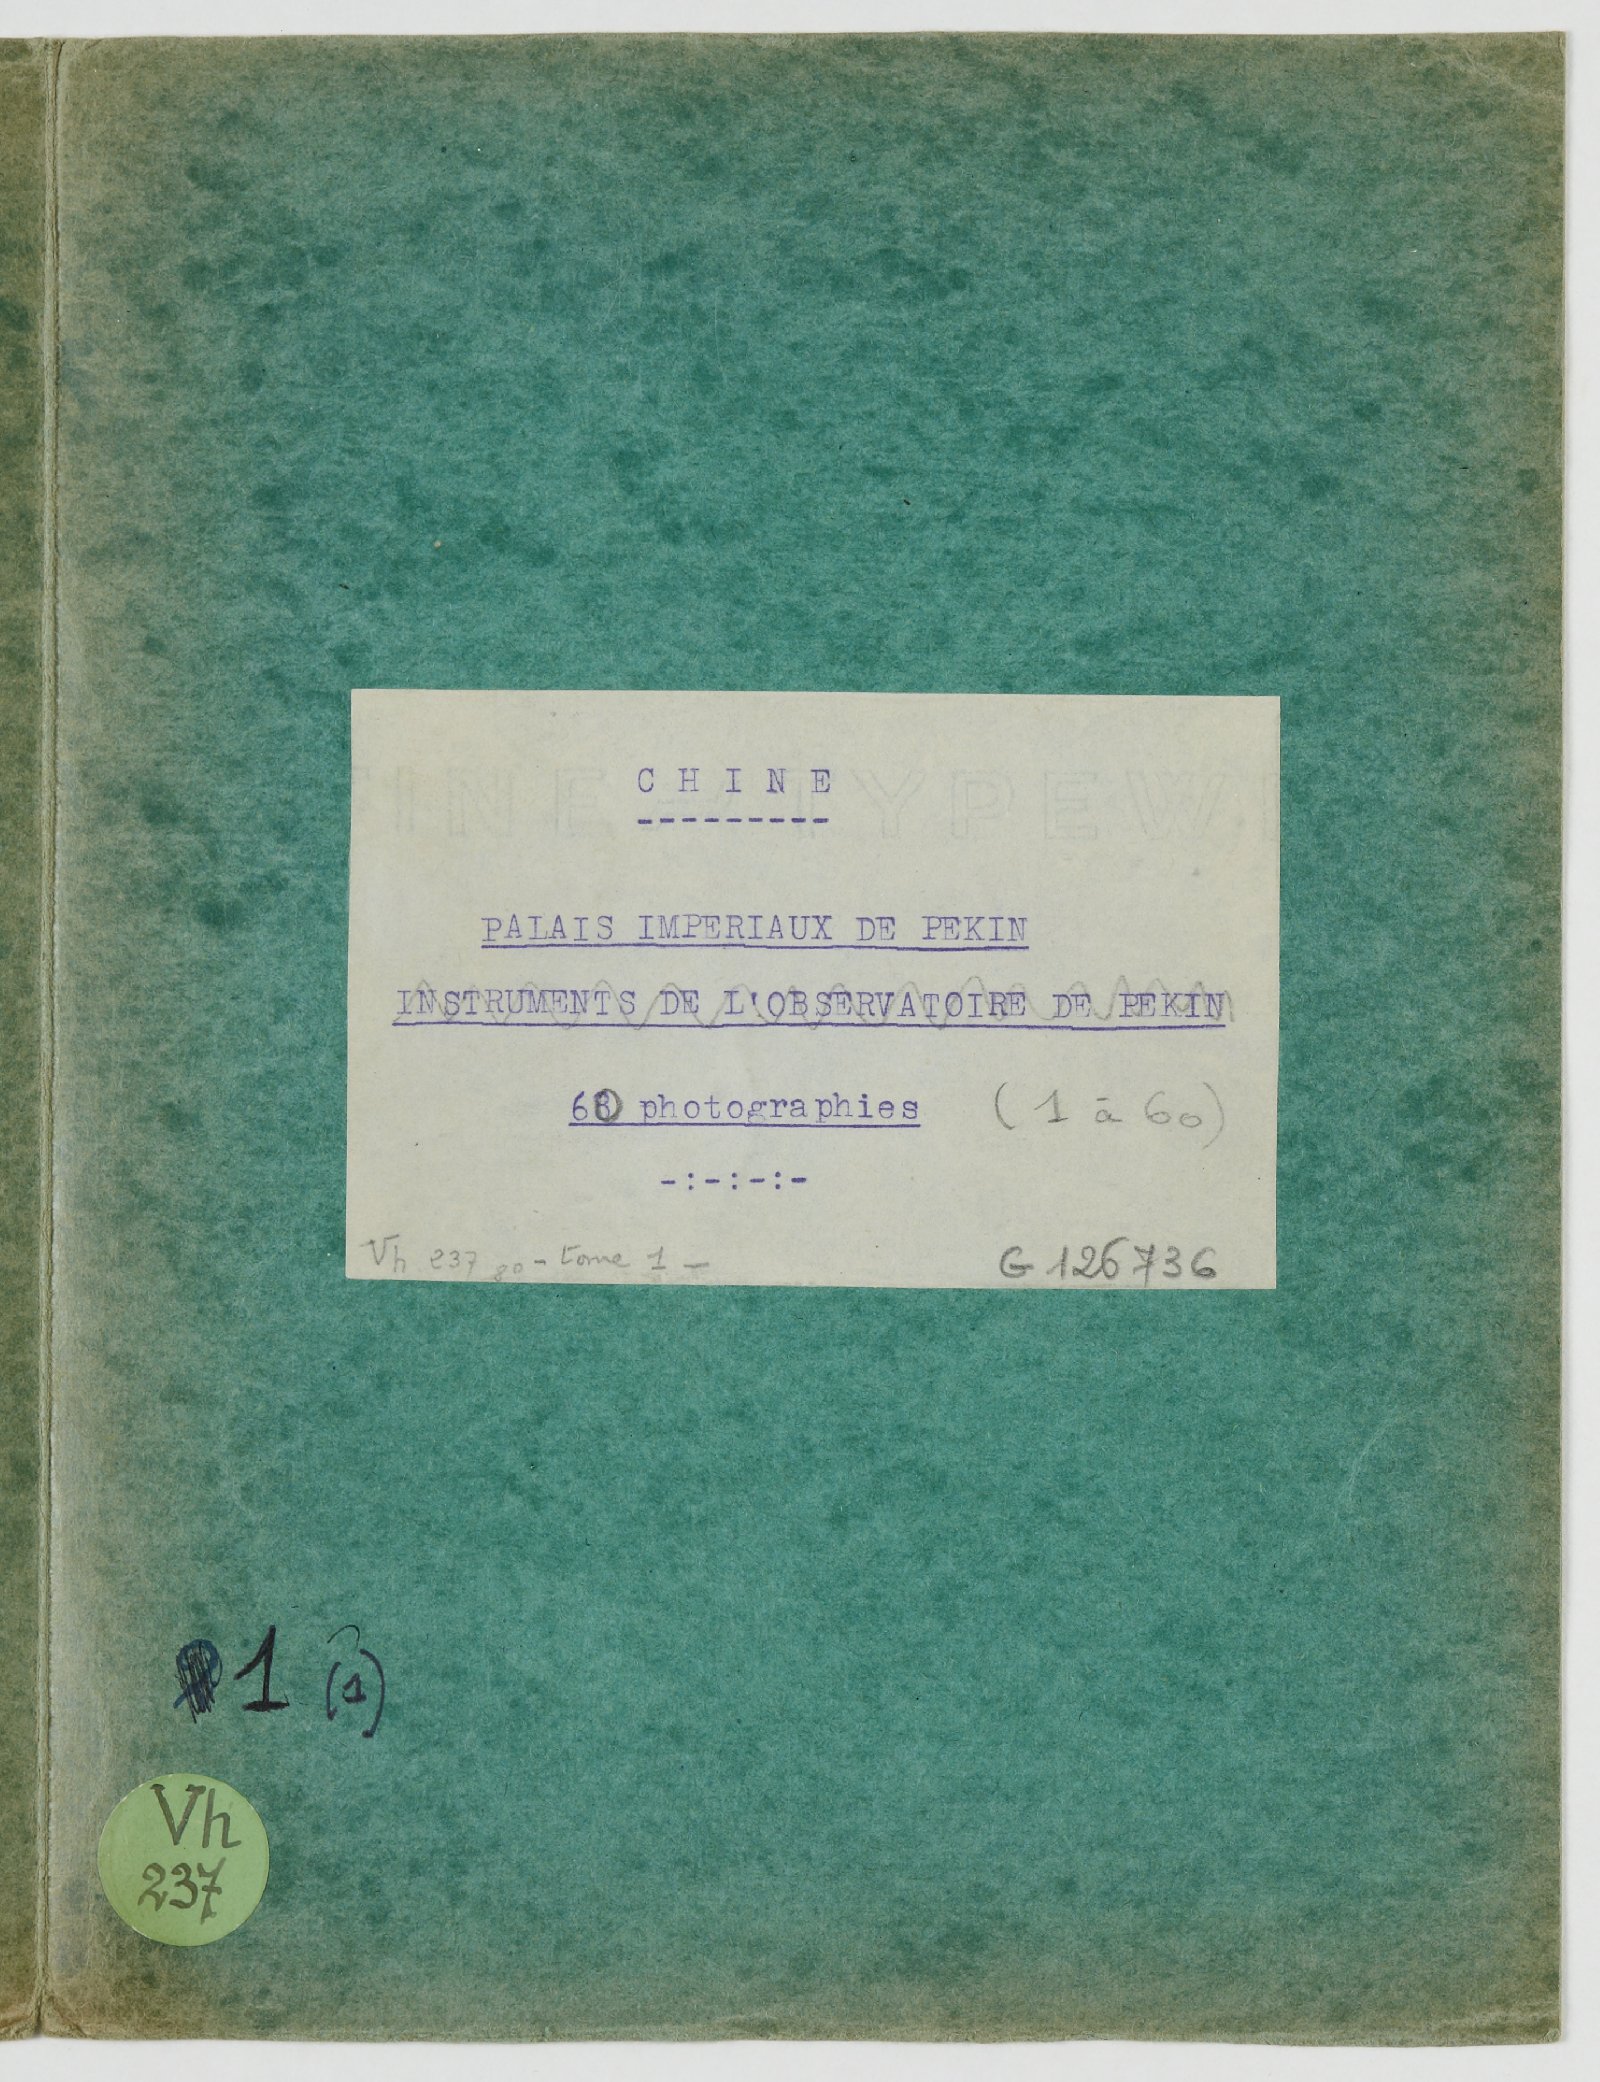 C H I N E
---------
PALAIS IMPERIAUX DE PEKIN
INSTRUMENTS DE L'OBSERVATOIRE DE PEKIN
60 photographies (1 à 60)
-:-:-:-
Vh 237 - tome 1 -
G 126736
1 (1)
Vh
237